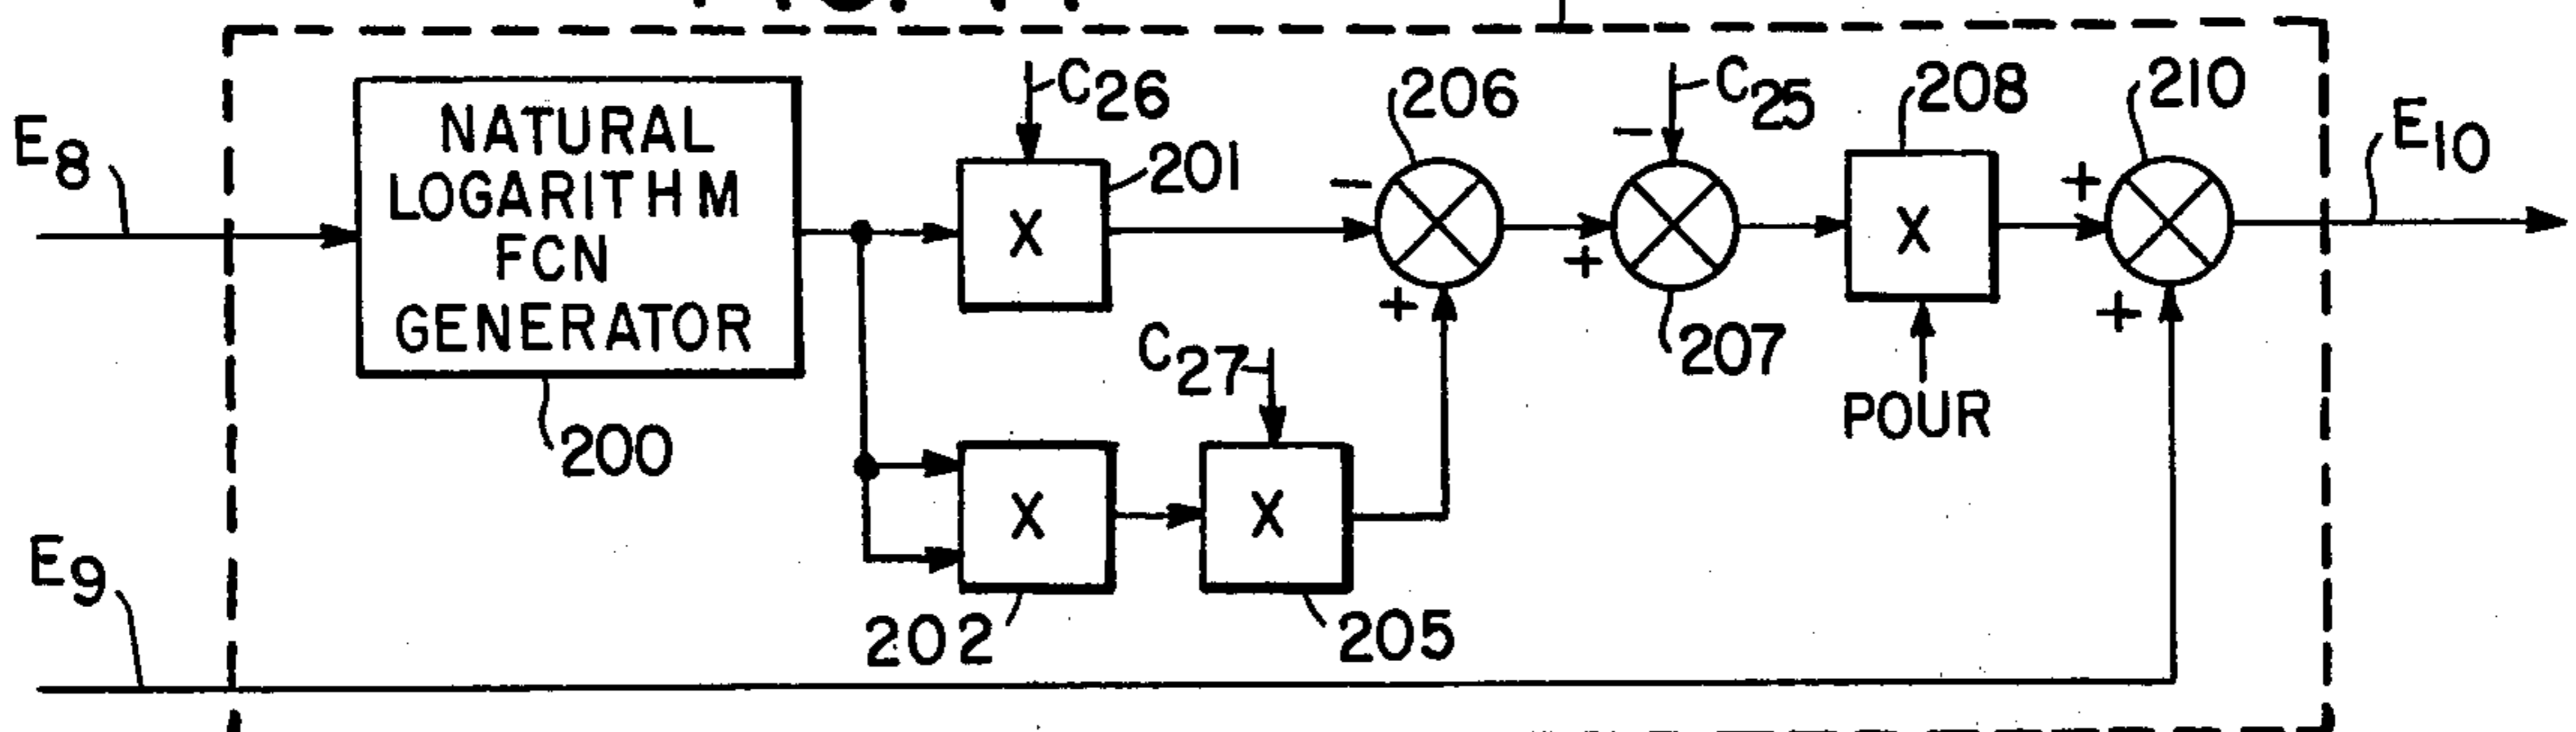 E8
NATURAL
LOGARITHM
FCN
GENERATOR
200
C26
X
201
206
C25
208
210
E10
-
+
-
+
207
X
POUR
+
+
C27
X
202
X
205
E9